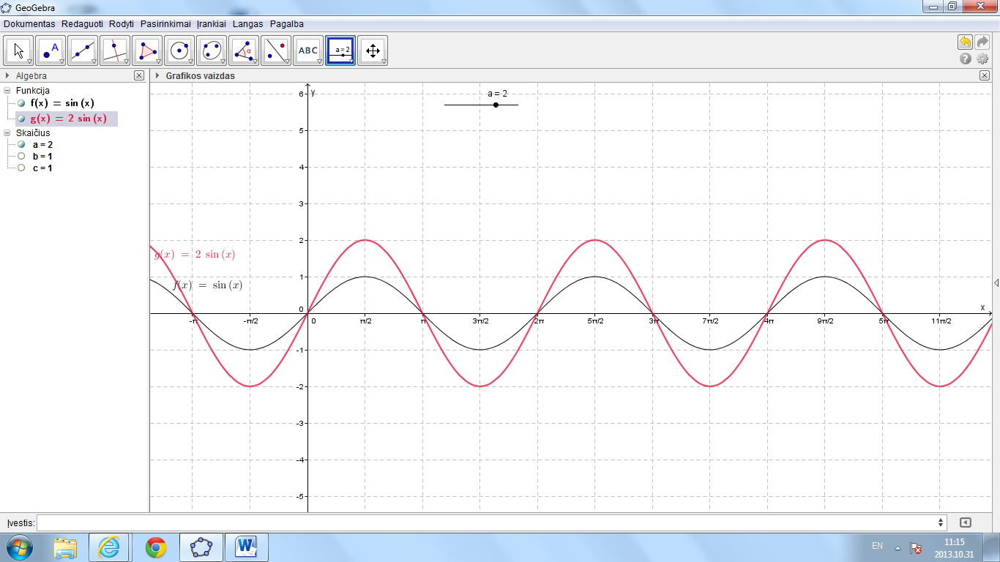 GeoGebra
Dokumentas Redaguoti Rodyti Pasirinkimai Įrankiai Langas Pagalba
A
α
ABC
a = 2
Algebra
Grafikos vaizdas
Funkcija
f(x) = sin (x)
g(x) = 2 sin (x)
Skaičius
a = 2
b = 1
c = 1
a = 2
y
6
5
4
3
2
1
0
-1
-2
-3
-4
-5
g(x) = 2 sin (x)
f(x) = sin (x)
x
-π -π/2 0 π/2 π 3π/2 2π 5π/2 3π 7π/2 4π 9π/2 5π 11π/2
Įvestis:
EN
11:15
2013.10.31